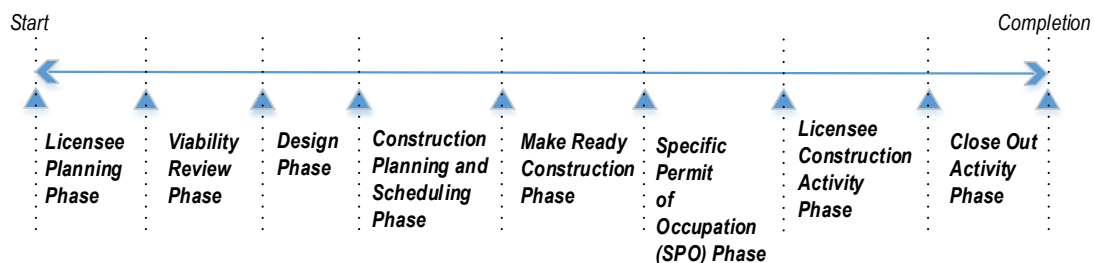 Start
Completion
Licensee
Planning
Phase
Viability
Review
Phase
Design
Phase
Construction
Planning and
Scheduling
Phase
Make Ready
Construction
Phase
Specific
Permit
of
Occupation
(SPO) Phase
Licensee
Construction
Activity
Phase
Close Out
Activity
Phase